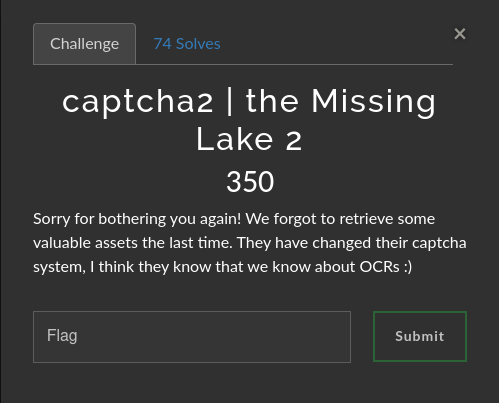 Challenge
74 Solves
×
captcha2 | the Missing
Lake 2
350
Sorry for bothering you again! We forgot to retrieve some
valuable assets the last time. They have changed their captcha
system, I think they know that we know about OCRs :)
Flag
Submit